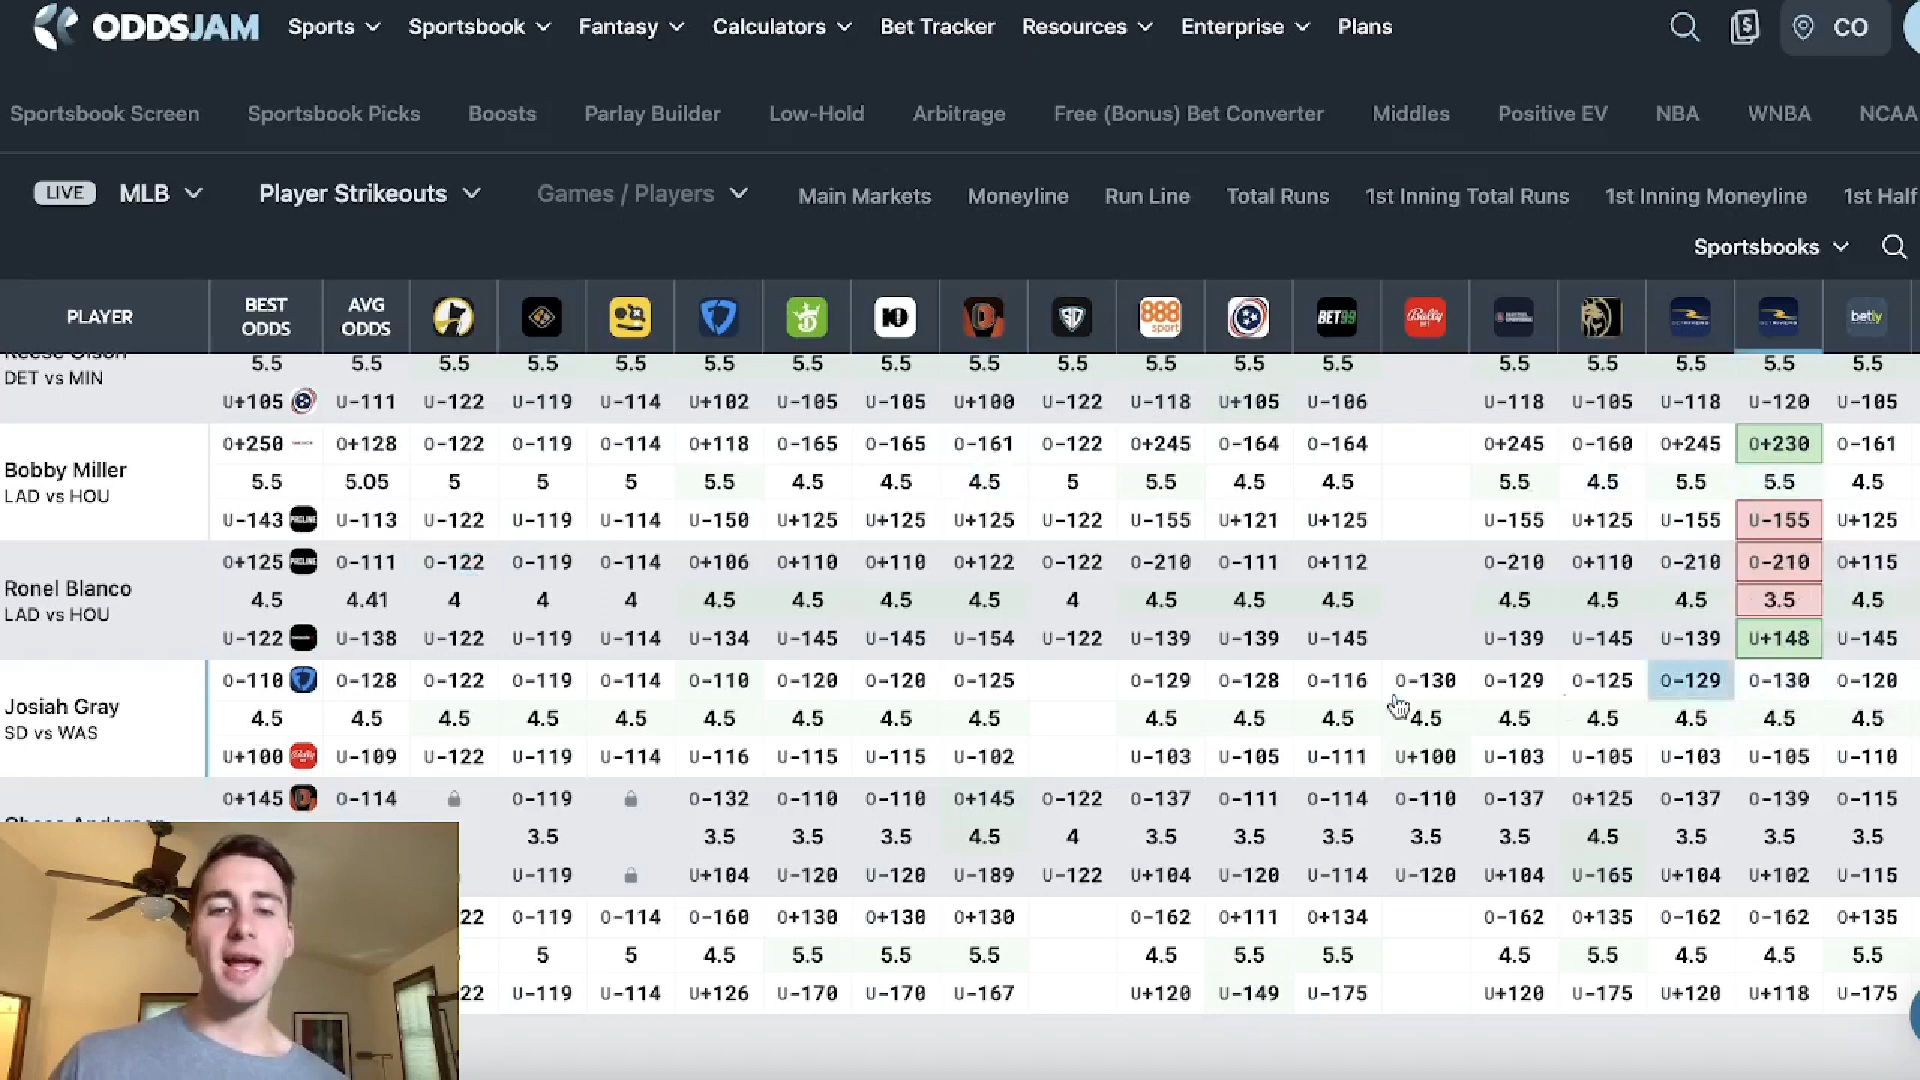 ODDSJAM Sports Sportsbook Fantasy Calculators Bet Tracker Resources Enterprise Plans CO
Sportsbook Screen Sportsbook Picks Boosts Parlay Builder Low-Hold Arbitrage Free (Bonus) Bet Converter Middles Positive EV NBA WNBA NCAA
LIVE MLB Player Strikeouts Games / Players Main Markets Moneyline Run Line Total Runs 1st Inning Total Runs 1st Inning Moneyline 1st Half
Sportsbooks
PLAYER BEST ODDS AVG ODDS 888 sport BET99 Bally BET betly
Reese Olson 5.5 5.5 5.5 5.5 5.5 5.5 5.5 5.5 5.5 5.5 5.5 5.5 5.5 5.5 5.5 5.5 5.5 5.5
DET vs MIN U+105 U-111 U-122 U-119 U-114 U+102 U-105 U-105 U+100 U-122 U-118 U+105 U-106 U-118 U-105 U-118 U-120 U-105
O+250 O+128 O-122 O-119 O-114 O+118 O-165 O-165 O-161 O-122 O+245 O-164 O-164 O+245 O-160 O+245 O+230 O-161
Bobby Miller
LAD vs HOU 5.5 5.05 5 5 5 5.5 4.5 4.5 4.5 5 5.5 4.5 4.5 5.5 4.5 5.5 5.5 4.5
U-143 PROLINE U-113 U-122 U-119 U-114 U-150 U+125 U+125 U+125 U-122 U-155 U+121 U+125 U-155 U+125 U-155 U-155 U+125
O+125 PROLINE O-111 O-122 O-119 O-114 O+106 O+110 O+110 O+122 O-122 O-210 O-111 O+112 O-210 O+110 O-210 O-210 O+115
Ronel Blanco
LAD vs HOU 4.5 4.41 4 4 4 4.5 4.5 4.5 4.5 4 4.5 4.5 4.5 4.5 4.5 4.5 3.5 4.5
U-122 U-138 U-122 U-119 U-114 U-134 U-145 U-145 U-154 U-122 U-139 U-139 U-145 U-139 U-145 U-139 U+148 U-145
O-110 O-128 O-122 O-119 O-114 O-110 O-120 O-120 O-125 O-129 O-128 O-116 O-130 O-129 O-125 O-129 O-130 O-120
Josiah Gray
SD vs WAS 4.5 4.5 4.5 4.5 4.5 4.5 4.5 4.5 4.5 4.5 4.5 4.5 4.5 4.5 4.5 4.5 4.5 4.5
U+100 U-109 U-122 U-119 U-114 U-116 U-115 U-115 U-102 U-103 U-105 U-111 U+100 U-103 U-105 U-103 U-105 U-110
O+145 O-114 O-119 O-132 O-110 O-110 O+145 O-122 O-137 O-111 O-114 O-110 O-137 O+125 O-137 O-139 O-115
3.5 3.5 3.5 3.5 4.5 4 3.5 3.5 3.5 3.5 3.5 4.5 3.5 3.5 3.5
U-119 U+104 U-120 U-120 U-189 U-122 U+104 U-120 U-114 U-120 U+104 U-165 U+104 U+102 U-115
22 O-119 O-114 O-160 O+130 O+130 O+130 O-162 O+111 O+134 O-162 O+135 O-162 O-162 O+135
5 5 4.5 5.5 5.5 5.5 4.5 5.5 5.5 4.5 5.5 4.5 4.5 5.5
22 U-119 U-114 U+126 U-170 U-170 U-167 U+120 U-149 U-175 U+120 U-175 U+120 U+118 U-175